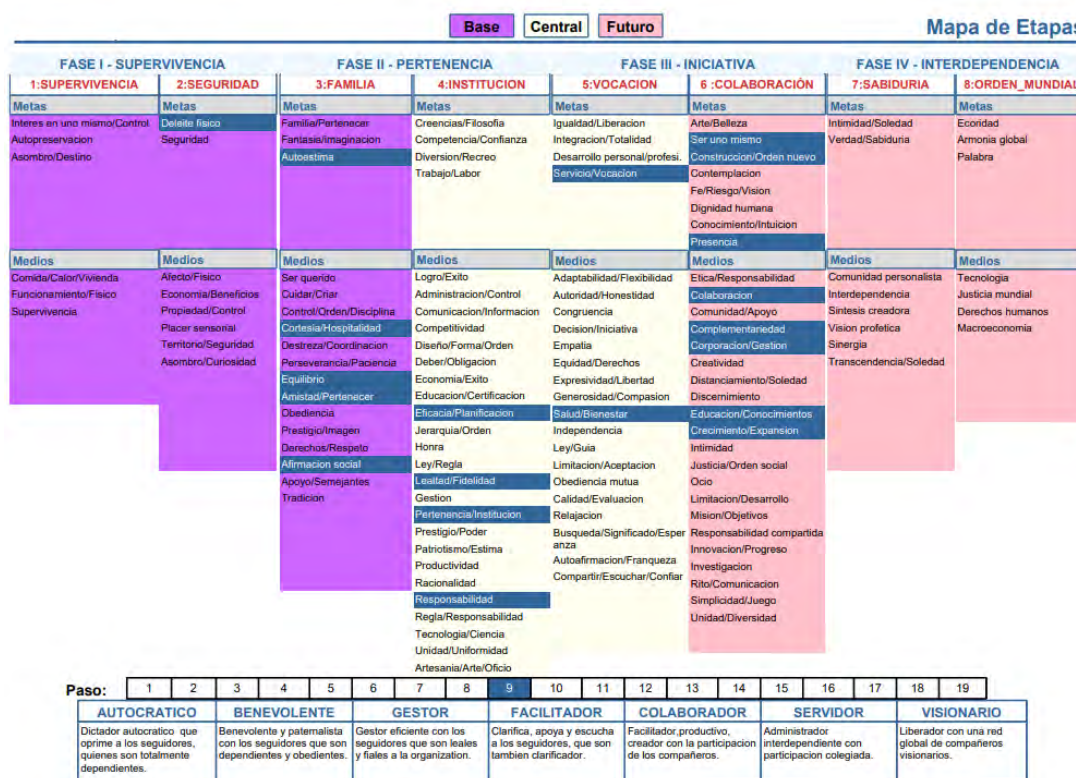 Base Central Futuro
Mapa de Etapas
FASE I - SUPERVIVENCIA
FASE II - PERTENENCIA
FASE III - INICIATIVA
FASE IV - INTERDEPENDENCIA
1:SUPERVIVENCIA
2:SEGURIDAD
3:FAMILIA
4:INSTITUCION
5:VOCACION
6 :COLABORACIÓN
7:SABIDURIA
8:ORDEN_MUNDIAL
Metas
Interes en uno mismo/Control
Autopreservacion
Asombro/Destino
Metas
Deleite fisico
Seguridad
Metas
Familia/Pertenecer
Fantasia/Imaginacion
Autoestima
Metas
Creencias/Filosofia
Competencia/Confianza
Diversion/Recreo
Trabajo/Labor
Metas
Igualdad/Liberacion
Integracion/Totalidad
Desarrollo personal/profesi.
Servicio/Vocacion
Metas
Arte/Belleza
Ser uno mismo
Construccion/Orden nuevo
Contemplacion
Fe/Riesgo/Vision
Dignidad humana
Conocimiento/Intuicion
Presencia
Metas
Intimidad/Soledad
Verdad/Sabiduria
Metas
Ecoridad
Armonia global
Palabra
Medios
Comida/Calor/Vivienda
Funcionamiento/Fisico
Supervivencia
Medios
Afecto/Fisico
Economia/Beneficios
Propiedad/Control
Placer sensorial
Territorio/Seguridad
Asombro/Curiosidad
Medios
Ser querido
Cuidar/Criar
Control/Orden/Disciplina
Cortesia/Hospitalidad
Destreza/Coordinacion
Perseverancia/Paciencia
Equilibrio
Amistad/Pertenecer
Obediencia
Prestigio/Imagen
Derechos/Respeto
Afirmacion social
Apoyo/Semejantes
Tradicion
Medios
Logro/Exito
Administracion/Control
Comunicacion/Informacion
Competitividad
Diseño/Forma/Orden
Deber/Obligacion
Economia/Exito
Educacion/Certificacion
Eficacia/Planificacion
Jerarquia/Orden
Honra
Ley/Regla
Lealtad/Fidelidad
Gestion
Pertenencia/Institucion
Prestigio/Poder
Patriotismo/Estima
Productividad
Racionalidad
Responsabilidad
Regla/Responsabilidad
Tecnologia/Ciencia
Unidad/Uniformidad
Artesania/Arte/Oficio
Medios
Adaptabilidad/Flexibilidad
Autoridad/Honestidad
Congruencia
Decision/Iniciativa
Empatia
Equidad/Derechos
Expresividad/Libertad
Generosidad/Compasion
Salud/Bienestar
Independencia
Ley/Guia
Limitacion/Aceptacion
Obediencia mutua
Calidad/Evaluacion
Relajacion
Busqueda/Significado/Esper
anza
Autoafirmacion/Franqueza
Compartir/Escuchar/Confiar
Medios
Etica/Responsabilidad
Colaboracion
Comunidad/Apoyo
Complementariedad
Corporacion/Gestion
Creatividad
Distanciamiento/Soledad
Discernimiento
Educacion/Conocimientos
Crecimiento/Expansion
Intimidad
Justicia/Orden social
Ocio
Limitacion/Desarrollo
Mision/Objetivos
Responsabilidad compartida
Innovacion/Progreso
Investigacion
Rito/Comunicacion
Simplicidad/Juego
Unidad/Diversidad
Medios
Comunidad personalista
Interdependencia
Sintesis creadora
Vision profetica
Sinergia
Transcendencia/Soledad
Medios
Tecnologia
Justicia mundial
Derechos humanos
Macroeconomia
Paso: 1 2 3 4 5 6 7 8 9 10 11 12 13 14 15 16 17 18 19
AUTOCRATICO
Dictador autocratico que
oprime a los seguidores,
quienes son totalmente
dependientes.
BENEVOLENTE
Benevolente y paternalista
con los seguidores que son
dependientes y obedientes.
GESTOR
Gestor eficiente con los
seguidores que son leales
y fiales a la organization.
FACILITADOR
Clarifica, apoya y escucha
a los seguidores, que son
tambien clarificador.
COLABORADOR
Facilitador,productivo,
creador con la participacion
de los compañeros.
SERVIDOR
Administrador
interdependiente con
participacion colegiada.
VISIONARIO
Liberador con una red
global de compañeros
visionarios.